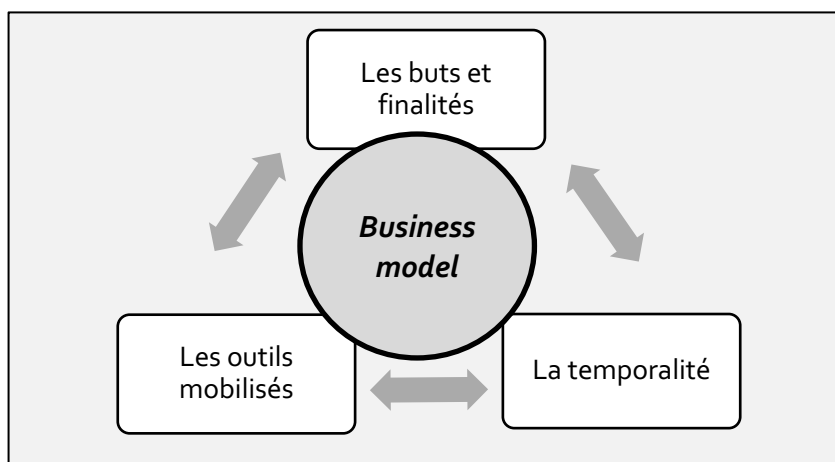 Les buts et
finalités
Business
model
Les outils
mobilisés
La temporalité